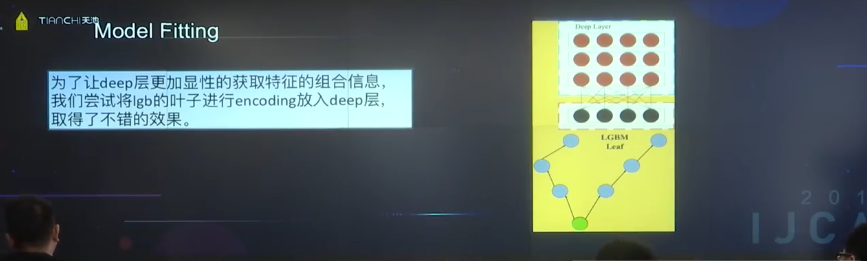 TIANCHI天池
Model Fitting
为了让deep层更加显性的获取特征的组合信息，
我们尝试将lgb的叶子进行encoding放入deep层，
取得了不错的效果。
Deep Layer
LGBM
Leaf
201
IJCA